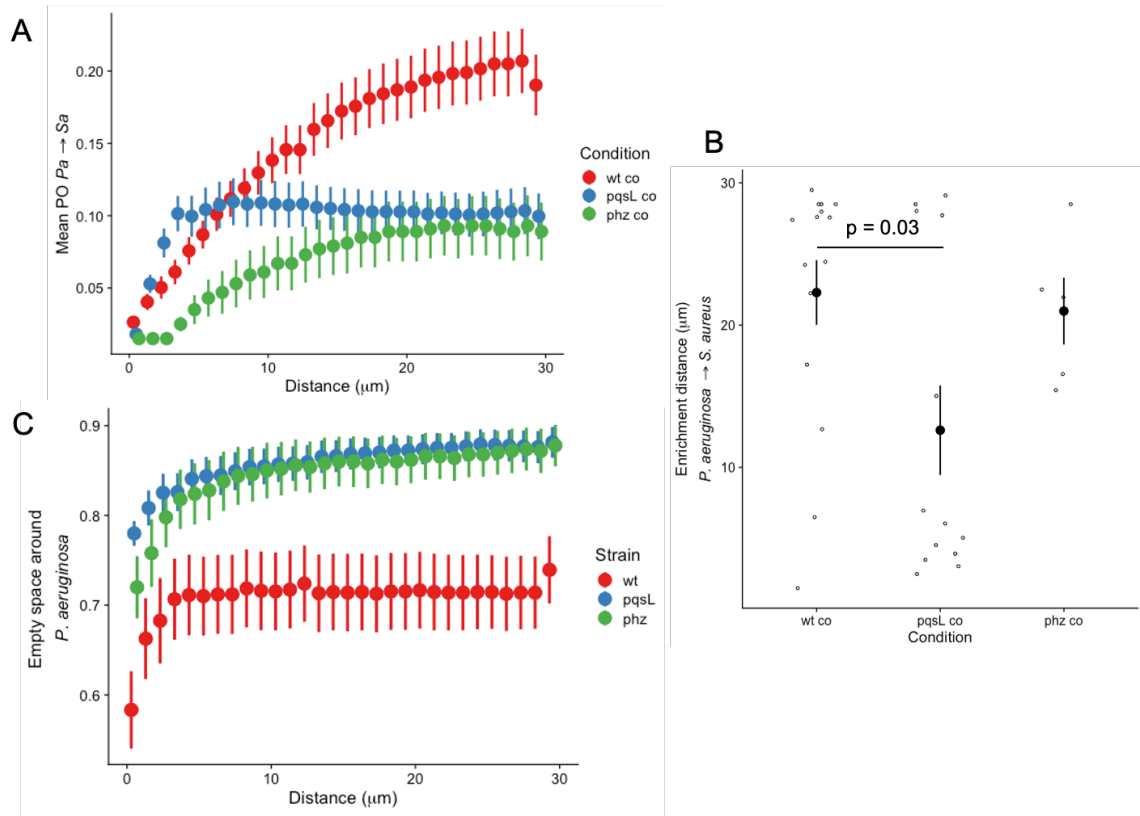 A
Mean PO Pa → Sa
0.20
0.15
0.10
0.05
0
10
20
30
Distance (μm)
Condition
wt co
pqsL co
phz co
B
Enrichment distance (μm)
P. aeruginosa → S. aureus
30
20
10
p = 0.03
wt co
pqsL co
phz co
Condition
C
Empty space around
P. aeruginosa
0.9
0.8
0.7
0.6
0
10
20
30
Distance (μm)
Strain
wt
pqsL
phz